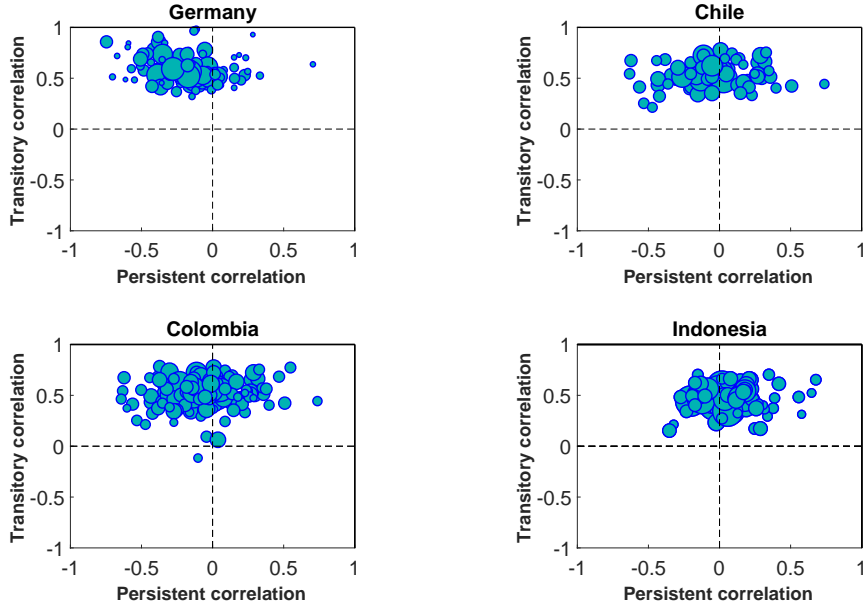 Germany
1
0.5
0
-0.5
-1
-1 -0.5 0 0.5 1
Transitory correlation
Persistent correlation
Chile
1
0.5
0
-0.5
-1
-1 -0.5 0 0.5 1
Transitory correlation
Persistent correlation
Colombia
1
0.5
0
-0.5
-1
-1 -0.5 0 0.5 1
Transitory correlation
Persistent correlation
Indonesia
1
0.5
0
-0.5
-1
-1 -0.5 0 0.5 1
Transitory correlation
Persistent correlation